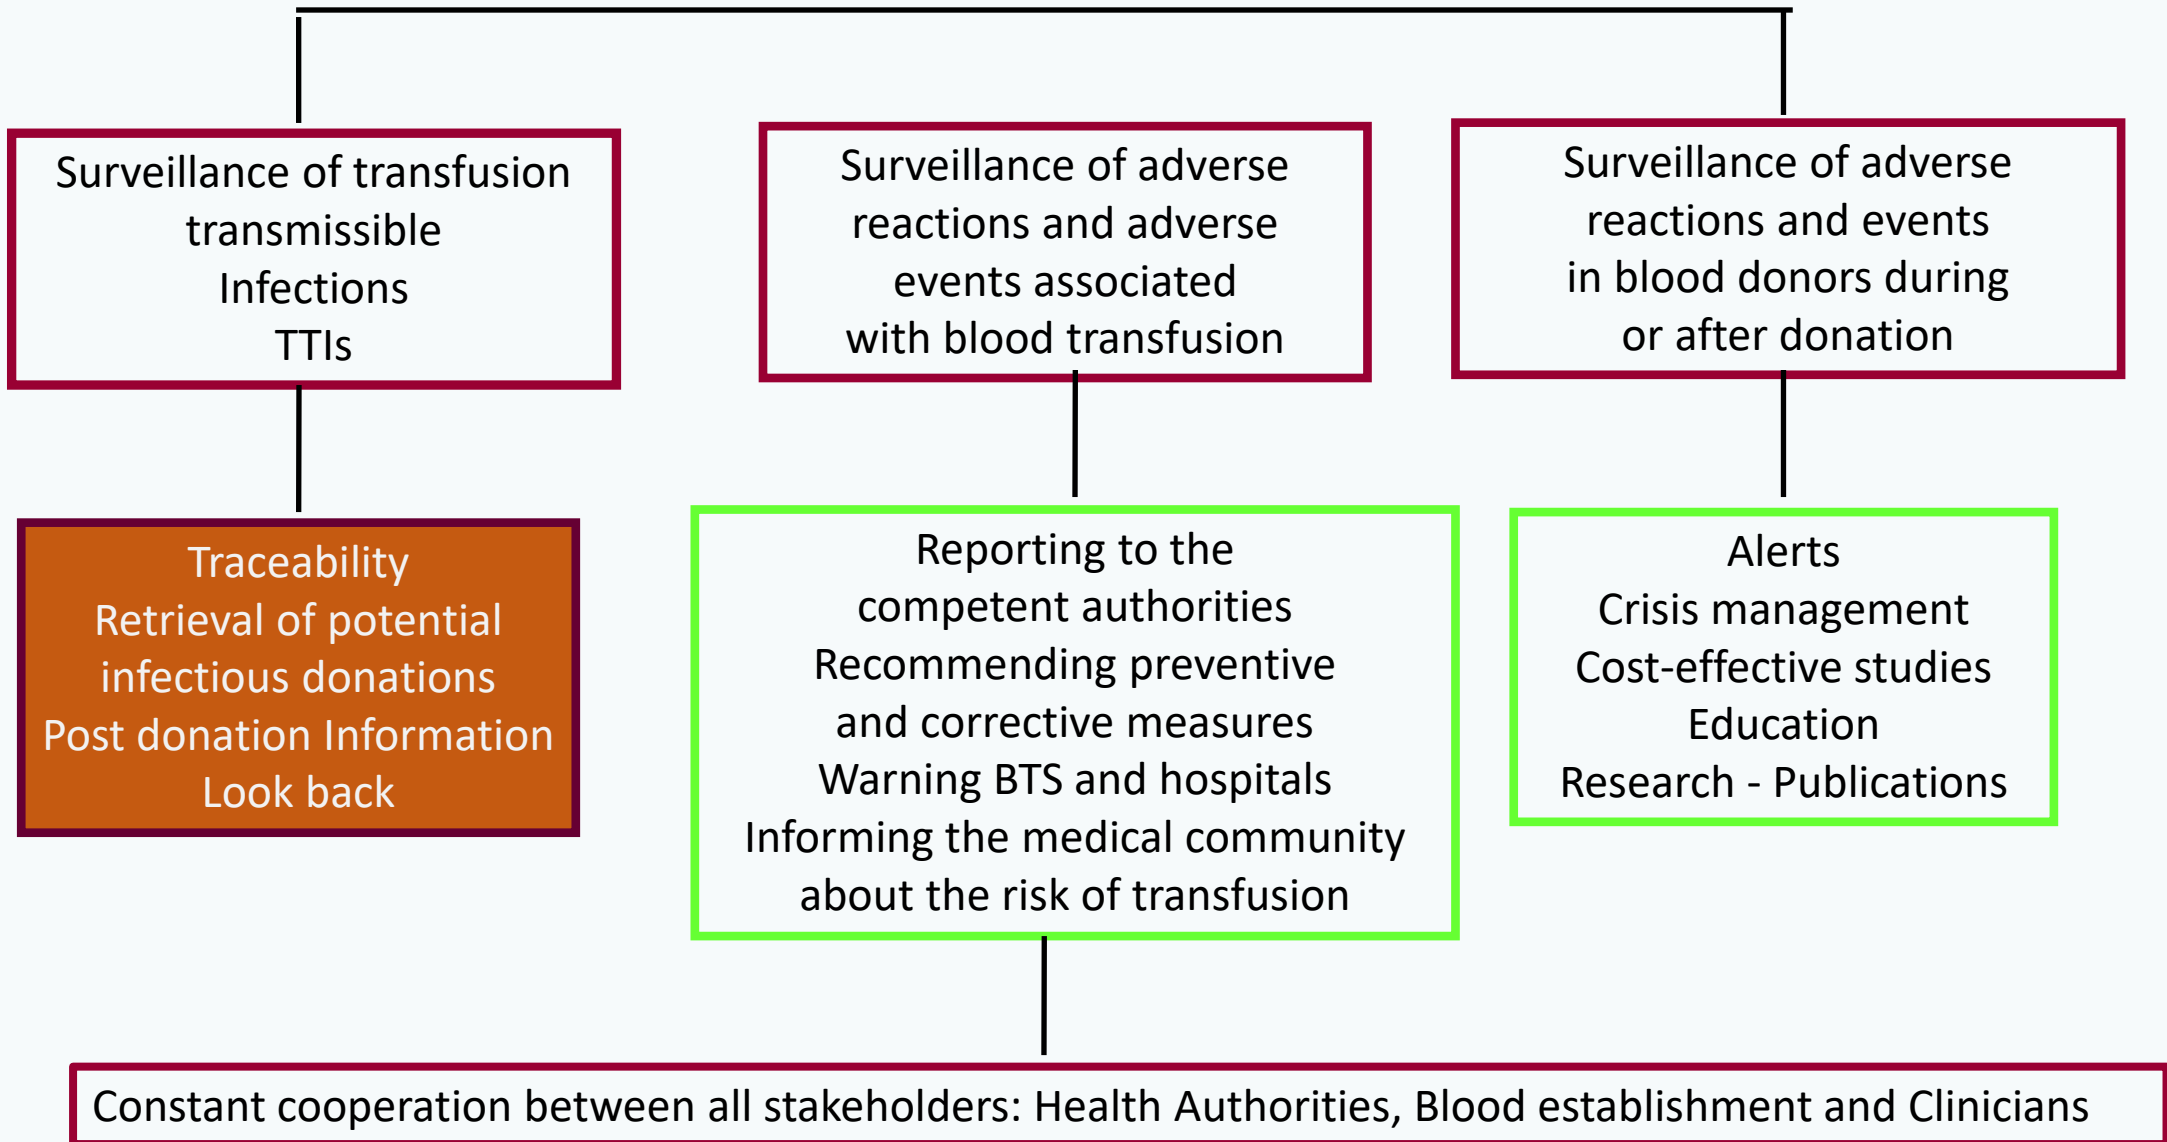 Surveillance of transfusion
transmissible
Infections
TTIs
Surveillance of adverse
reactions and adverse
events associated
with blood transfusion
Surveillance of adverse
reactions and events
in blood donors during
or after donation
Traceability
Retrieval of potential
infectious donations
Post donation Information
Look back
Reporting to the
competent authorities
Recommending preventive
and corrective measures
Warning BTS and hospitals
Informing the medical community
about the risk of transfusion
Alerts
Crisis management
Cost-effective studies
Education
Research - Publications
Constant cooperation between all stakeholders: Health Authorities, Blood establishment and Clinicians